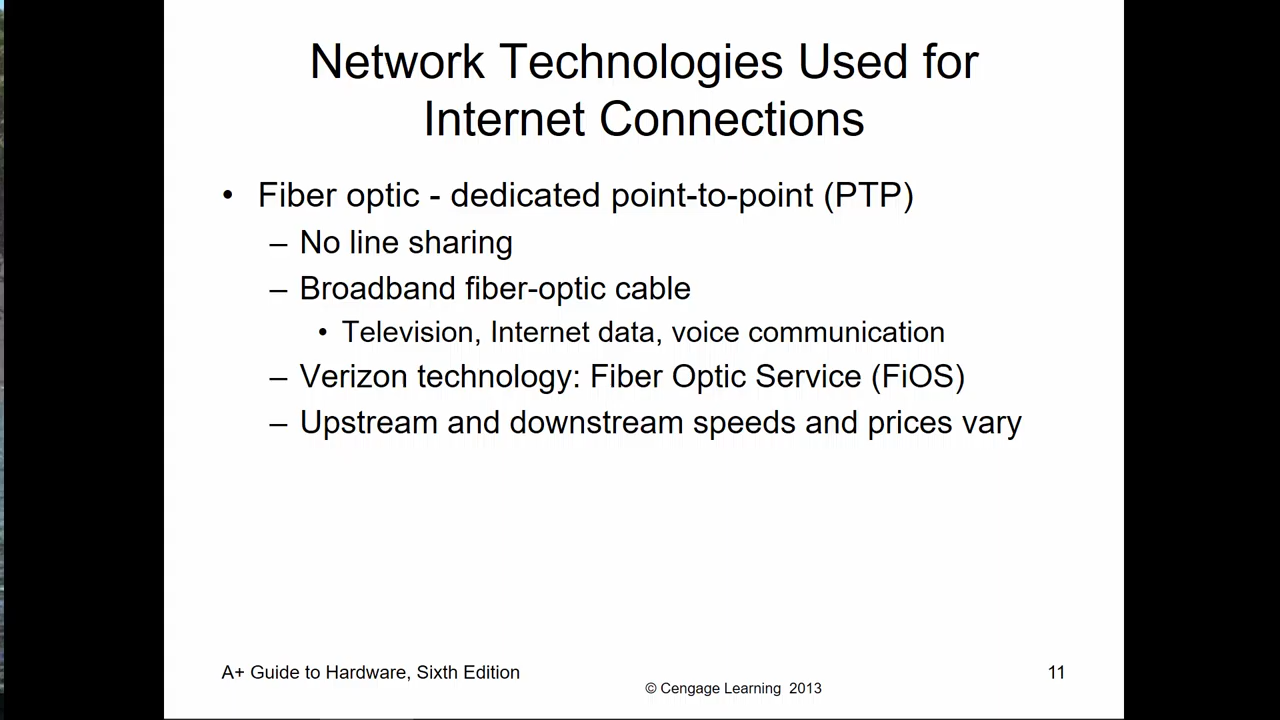 Network Technologies Used for
Internet Connections
• Fiber optic - dedicated point-to-point (PTP)
– No line sharing
– Broadband fiber-optic cable
• Television, Internet data, voice communication
– Verizon technology: Fiber Optic Service (FiOS)
– Upstream and downstream speeds and prices vary
A+ Guide to Hardware, Sixth Edition
© Cengage Learning 2013
11